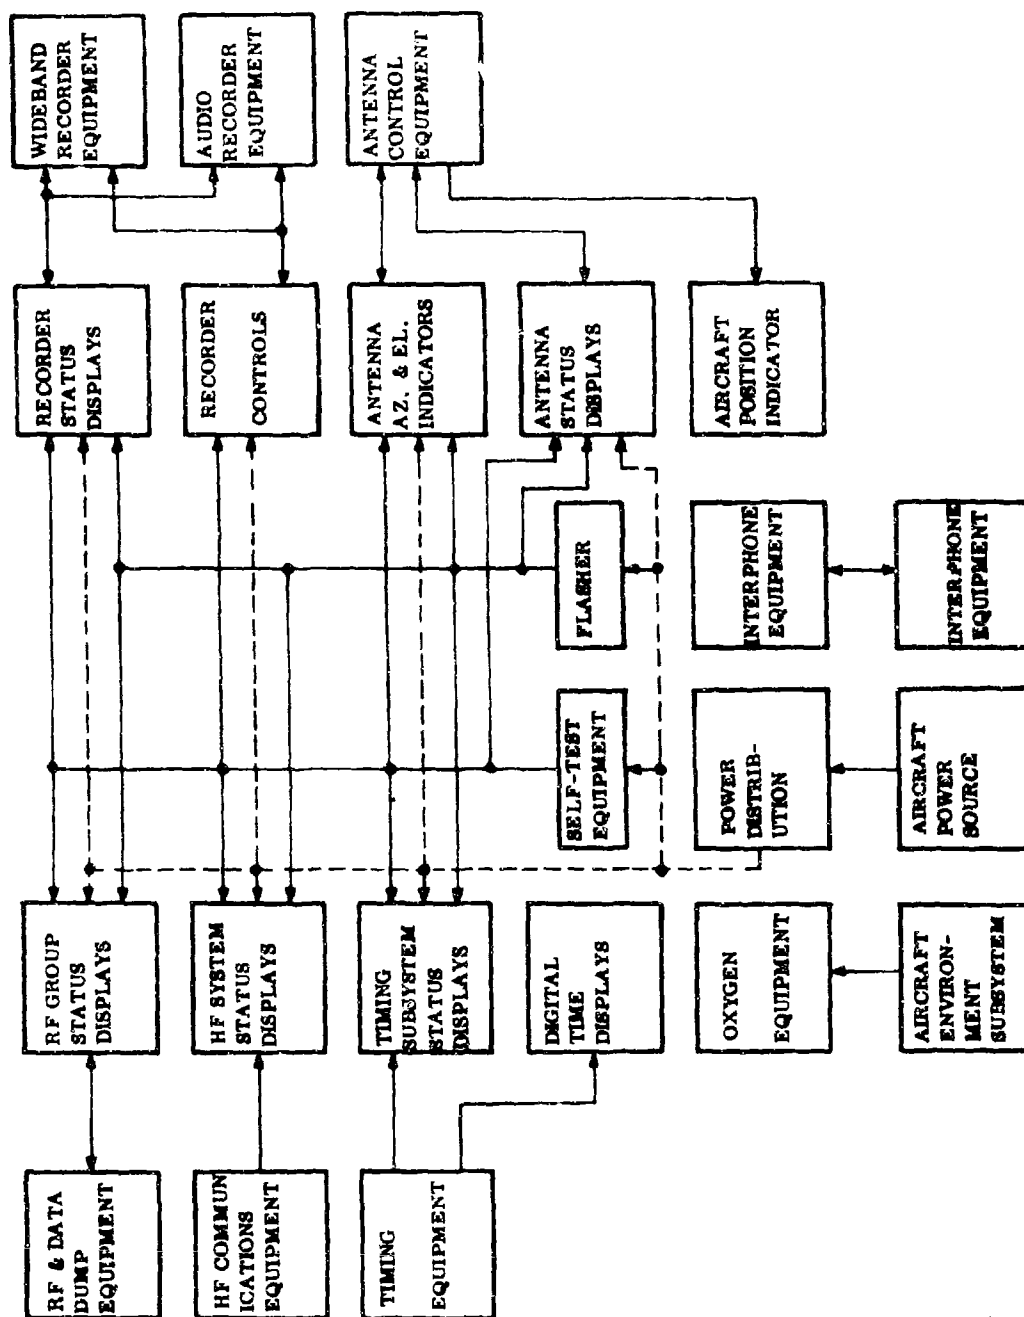 WIDEBAND
RECORDER
EQUIPMENT
AUDIO
RECORDER
EQUIPMENT
ANTENNA
CONTROL
EQUIPMENT
RECORDER
STATUS
DISPLAYS
RECORDER
CONTROLS
ANTENNA
AZ. & EL.
INDICATORS
ANTENNA
STATUS
DISPLAYS
AIRCRAFT
POSITION
INDICATOR
FLASHER
INTERPHONE
EQUIPMENT
INTERPHONE
EQUIPMENT
SELF-TEST
EQUIPMENT
POWER
DISTRIB-
UTION
AIRCRAFT
POWER
SOURCE
RF GROUP
STATUS
DISPLAYS
HF SYSTEM
STATUS
DISPLAYS
TIMING
SUBSYSTEM
STATUS
DISPLAYS
DIGITAL
TIME
DISPLAYS
OXYGEN
EQUIPMENT
AIRCRAFT
ENVIRON-
MENT
SUBSYSTEM
RF & DATA
DUMP
EQUIPMENT
HF COMMUN
ICATIONS
EQUIPMENT
TIMING
EQUIPMENT